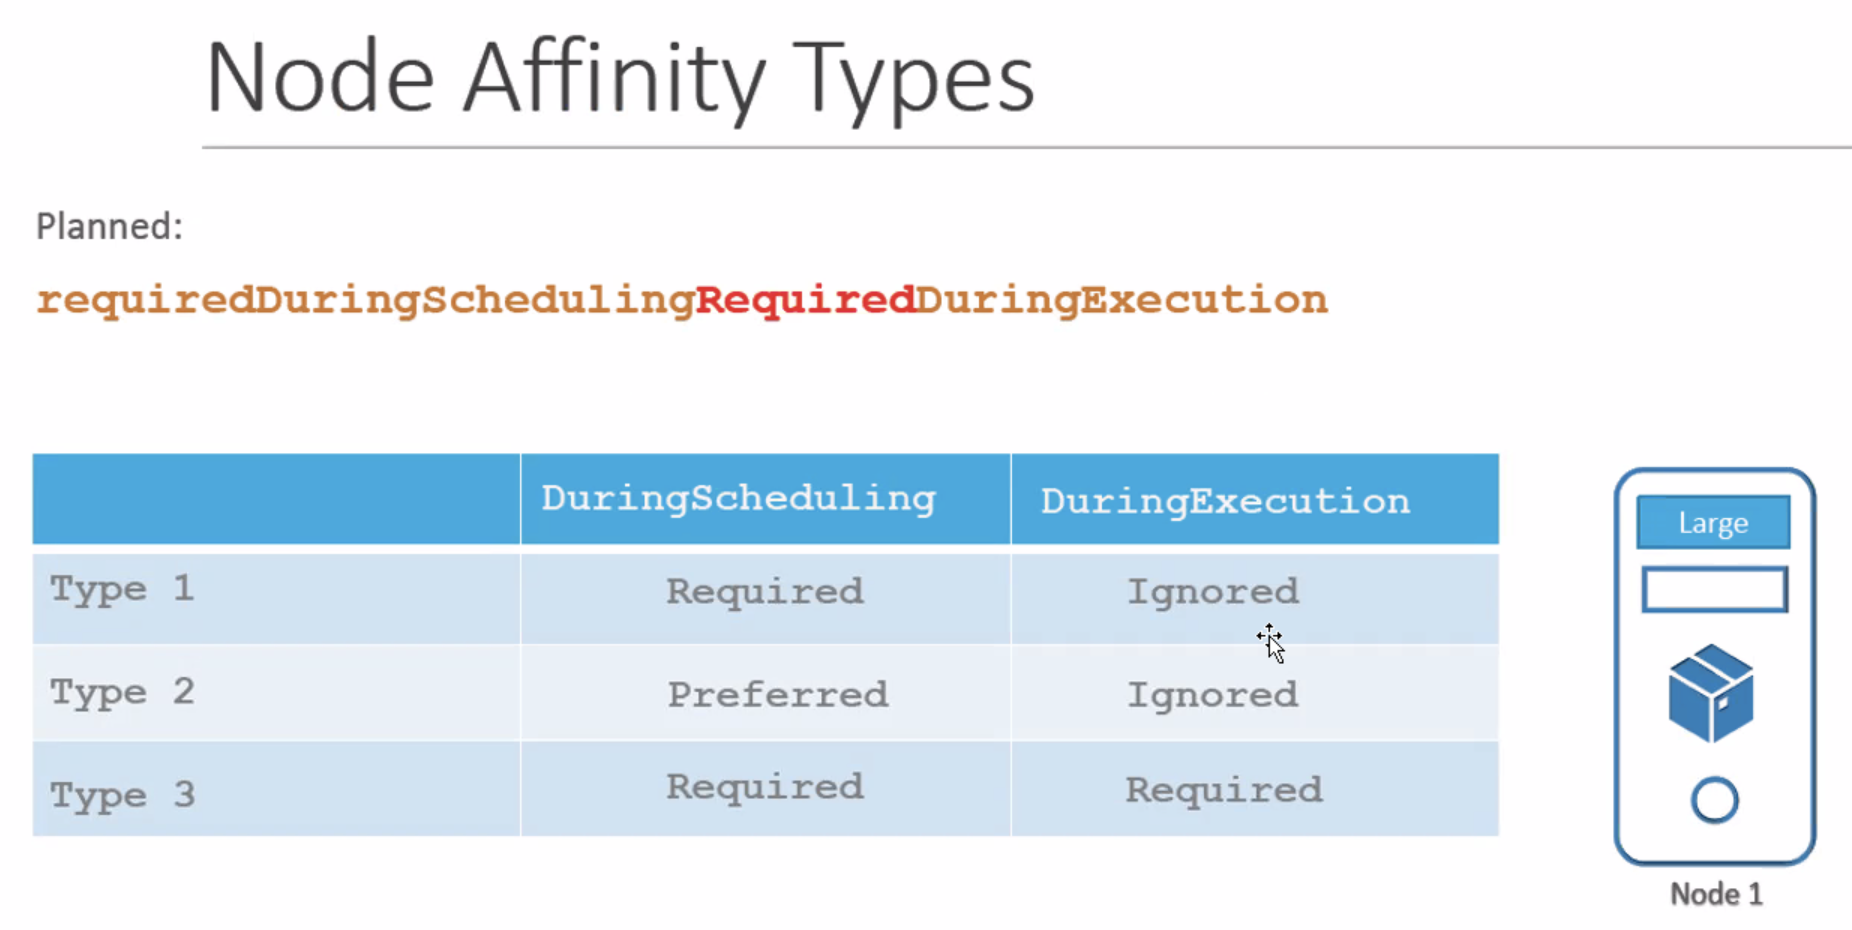 Node Affinity Types
Planned:
requiredDuringSchedulingRequiredDuringExecution
DuringScheduling DuringExecution
Type 1 Required Ignored
Type 2 Preferred Ignored
Type 3 Required Required
Large
Node 1